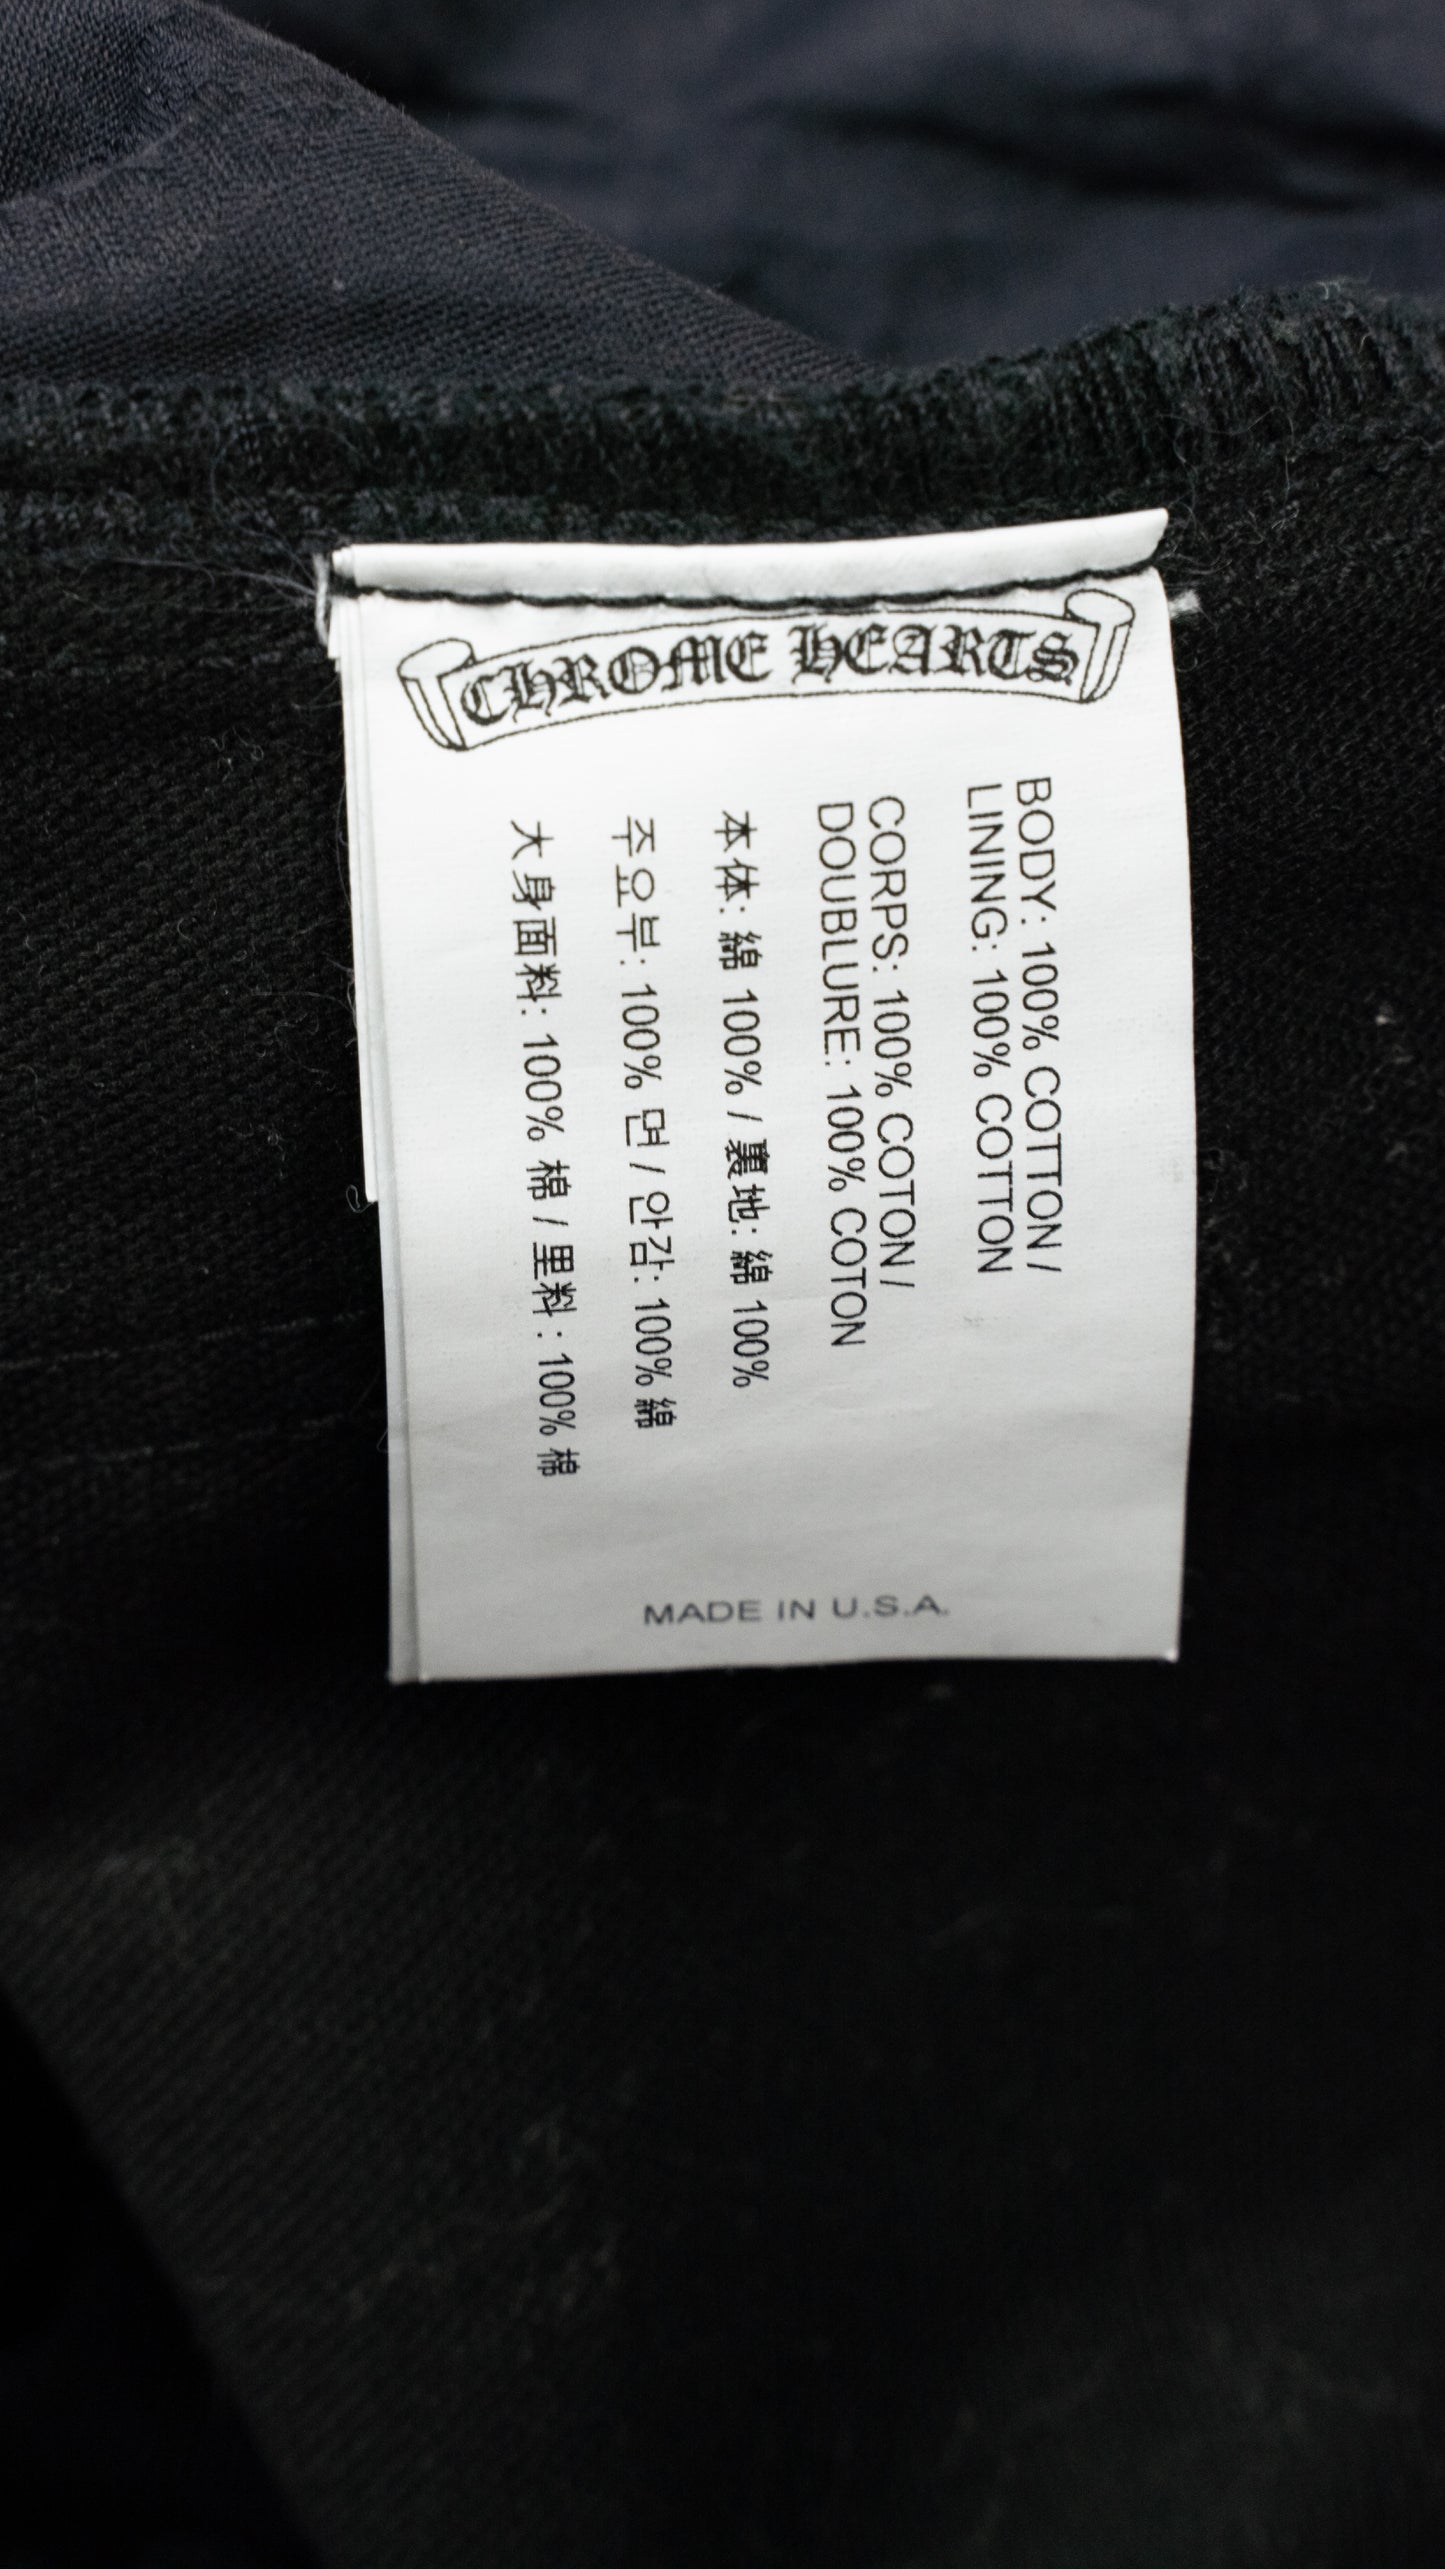 CHROME HEARTS
BODY: 100% COTTON /
LINING: 100% COTTON
CORPS: 100% COTON /
DOUBLURE: 100% COTON
本体: 綿 100% / 裏地: 綿 100%
주요부: 100% 면 / 안감: 100% 綿
大身面料: 100% 棉 / 里料 : 100% 棉
MADE IN U.S.A.